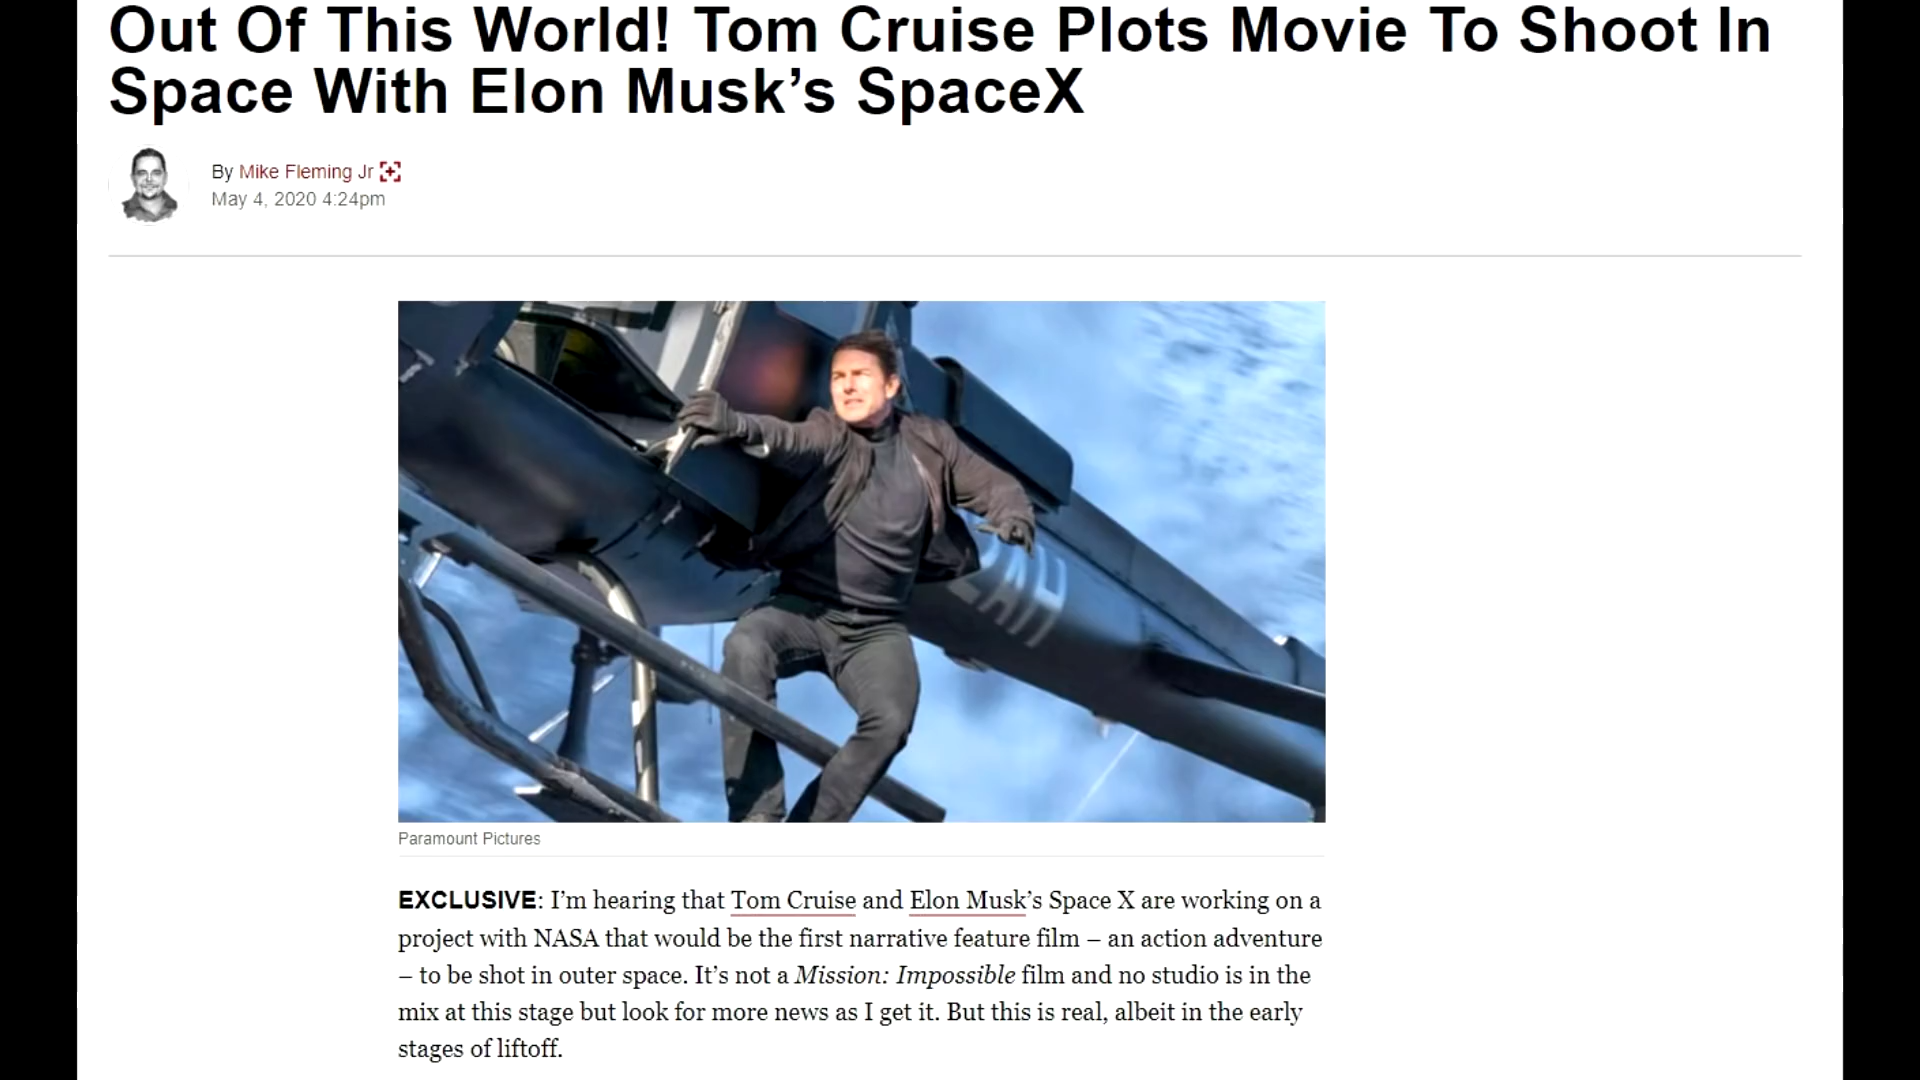 Out Of This World! Tom Cruise Plots Movie To Shoot In
Space With Elon Musk’s SpaceX
By Mike Fleming Jr
May 4, 2020 4:24pm
Paramount Pictures
EXCLUSIVE: I’m hearing that Tom Cruise and Elon Musk’s Space X are working on a
project with NASA that would be the first narrative feature film – an action adventure
– to be shot in outer space. It’s not a Mission: Impossible film and no studio is in the
mix at this stage but look for more news as I get it. But this is real, albeit in the early
stages of liftoff.